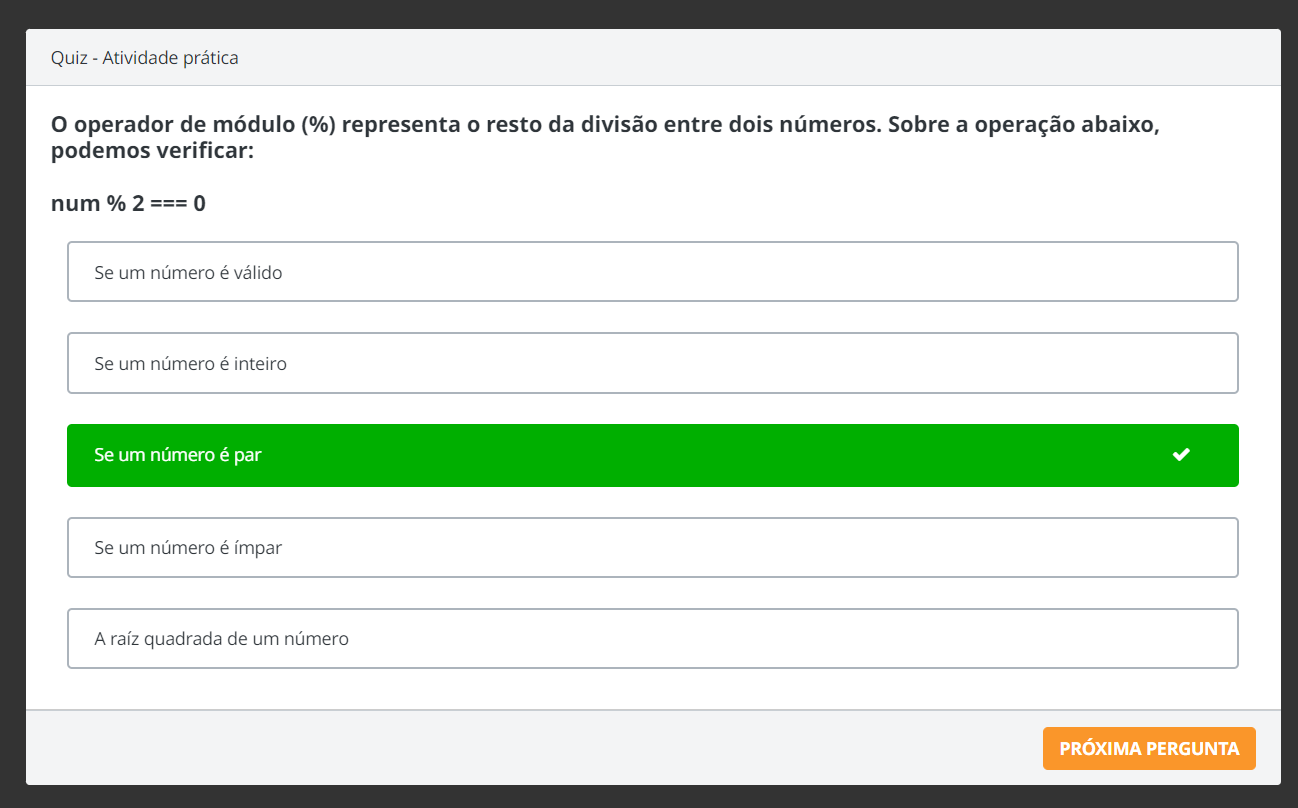 Quiz - Atividade prática
O operador de módulo (%) representa o resto da divisão entre dois números. Sobre a operação abaixo,
podemos verificar:
num % 2 === 0
Se um número é válido
Se um número é inteiro
Se um número é par
Se um número é ímpar
A raíz quadrada de um número
PRÓXIMA PERGUNTA